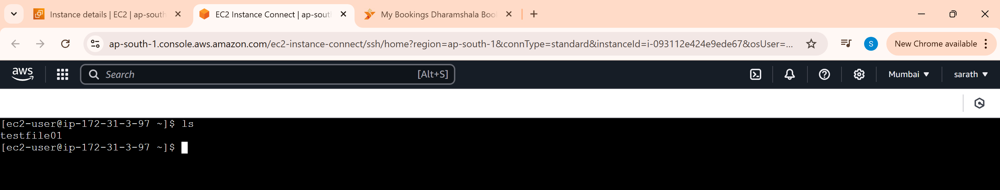 Instance details | EC2 | ap-south
EC2 Instance Connect | ap-sout
My Bookings Dharamshala Boo
ap-south-1.console.aws.amazon.com/ec2-instance-connect/ssh/home?region=ap-south-1&connType=standard&instanceId=i-093112e424e9ede67&osUser=...
S
New Chrome available
aws
Search
[Alt+S]
Mumbai
sarath
[ec2-user@ip-172-31-3-97 ~]$ ls
testfile01
[ec2-user@ip-172-31-3-97 ~]$